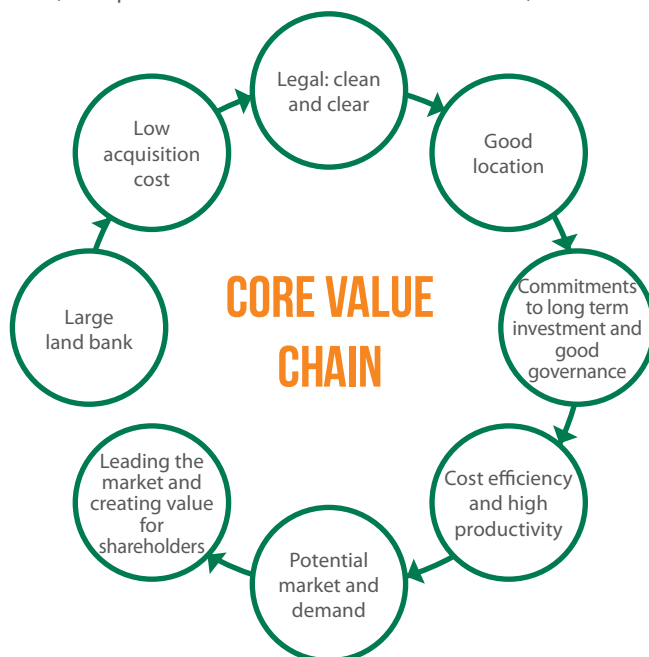 Legal: clean
and clear
Low
acquisition
cost
Good
location
CORE VALUE
CHAIN
Commitments
to long term
investment and
good
governance
Large
land bank
Leading the
market and
creating value
for
shareholders
Cost efficiency
and high
productivity
Potential
market and
demand